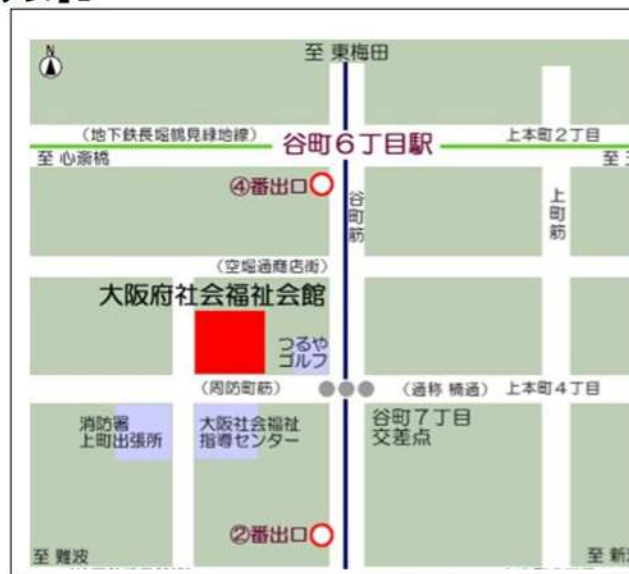 N
至 東梅田
（地下鉄長堀鶴見緑地線）
谷町6丁目駅
上本町2丁目
至 心斎橋
④番出口
谷町筋
上町筋
（空堀通商店街）
大阪府社会福祉会館
つるや
ゴルフ
（周防町筋）
（通称 楠通）
上本町4丁目
消防署
上町出張所
大阪社会福祉
指導センター
谷町7丁目
交差点
②番出口
至 難波